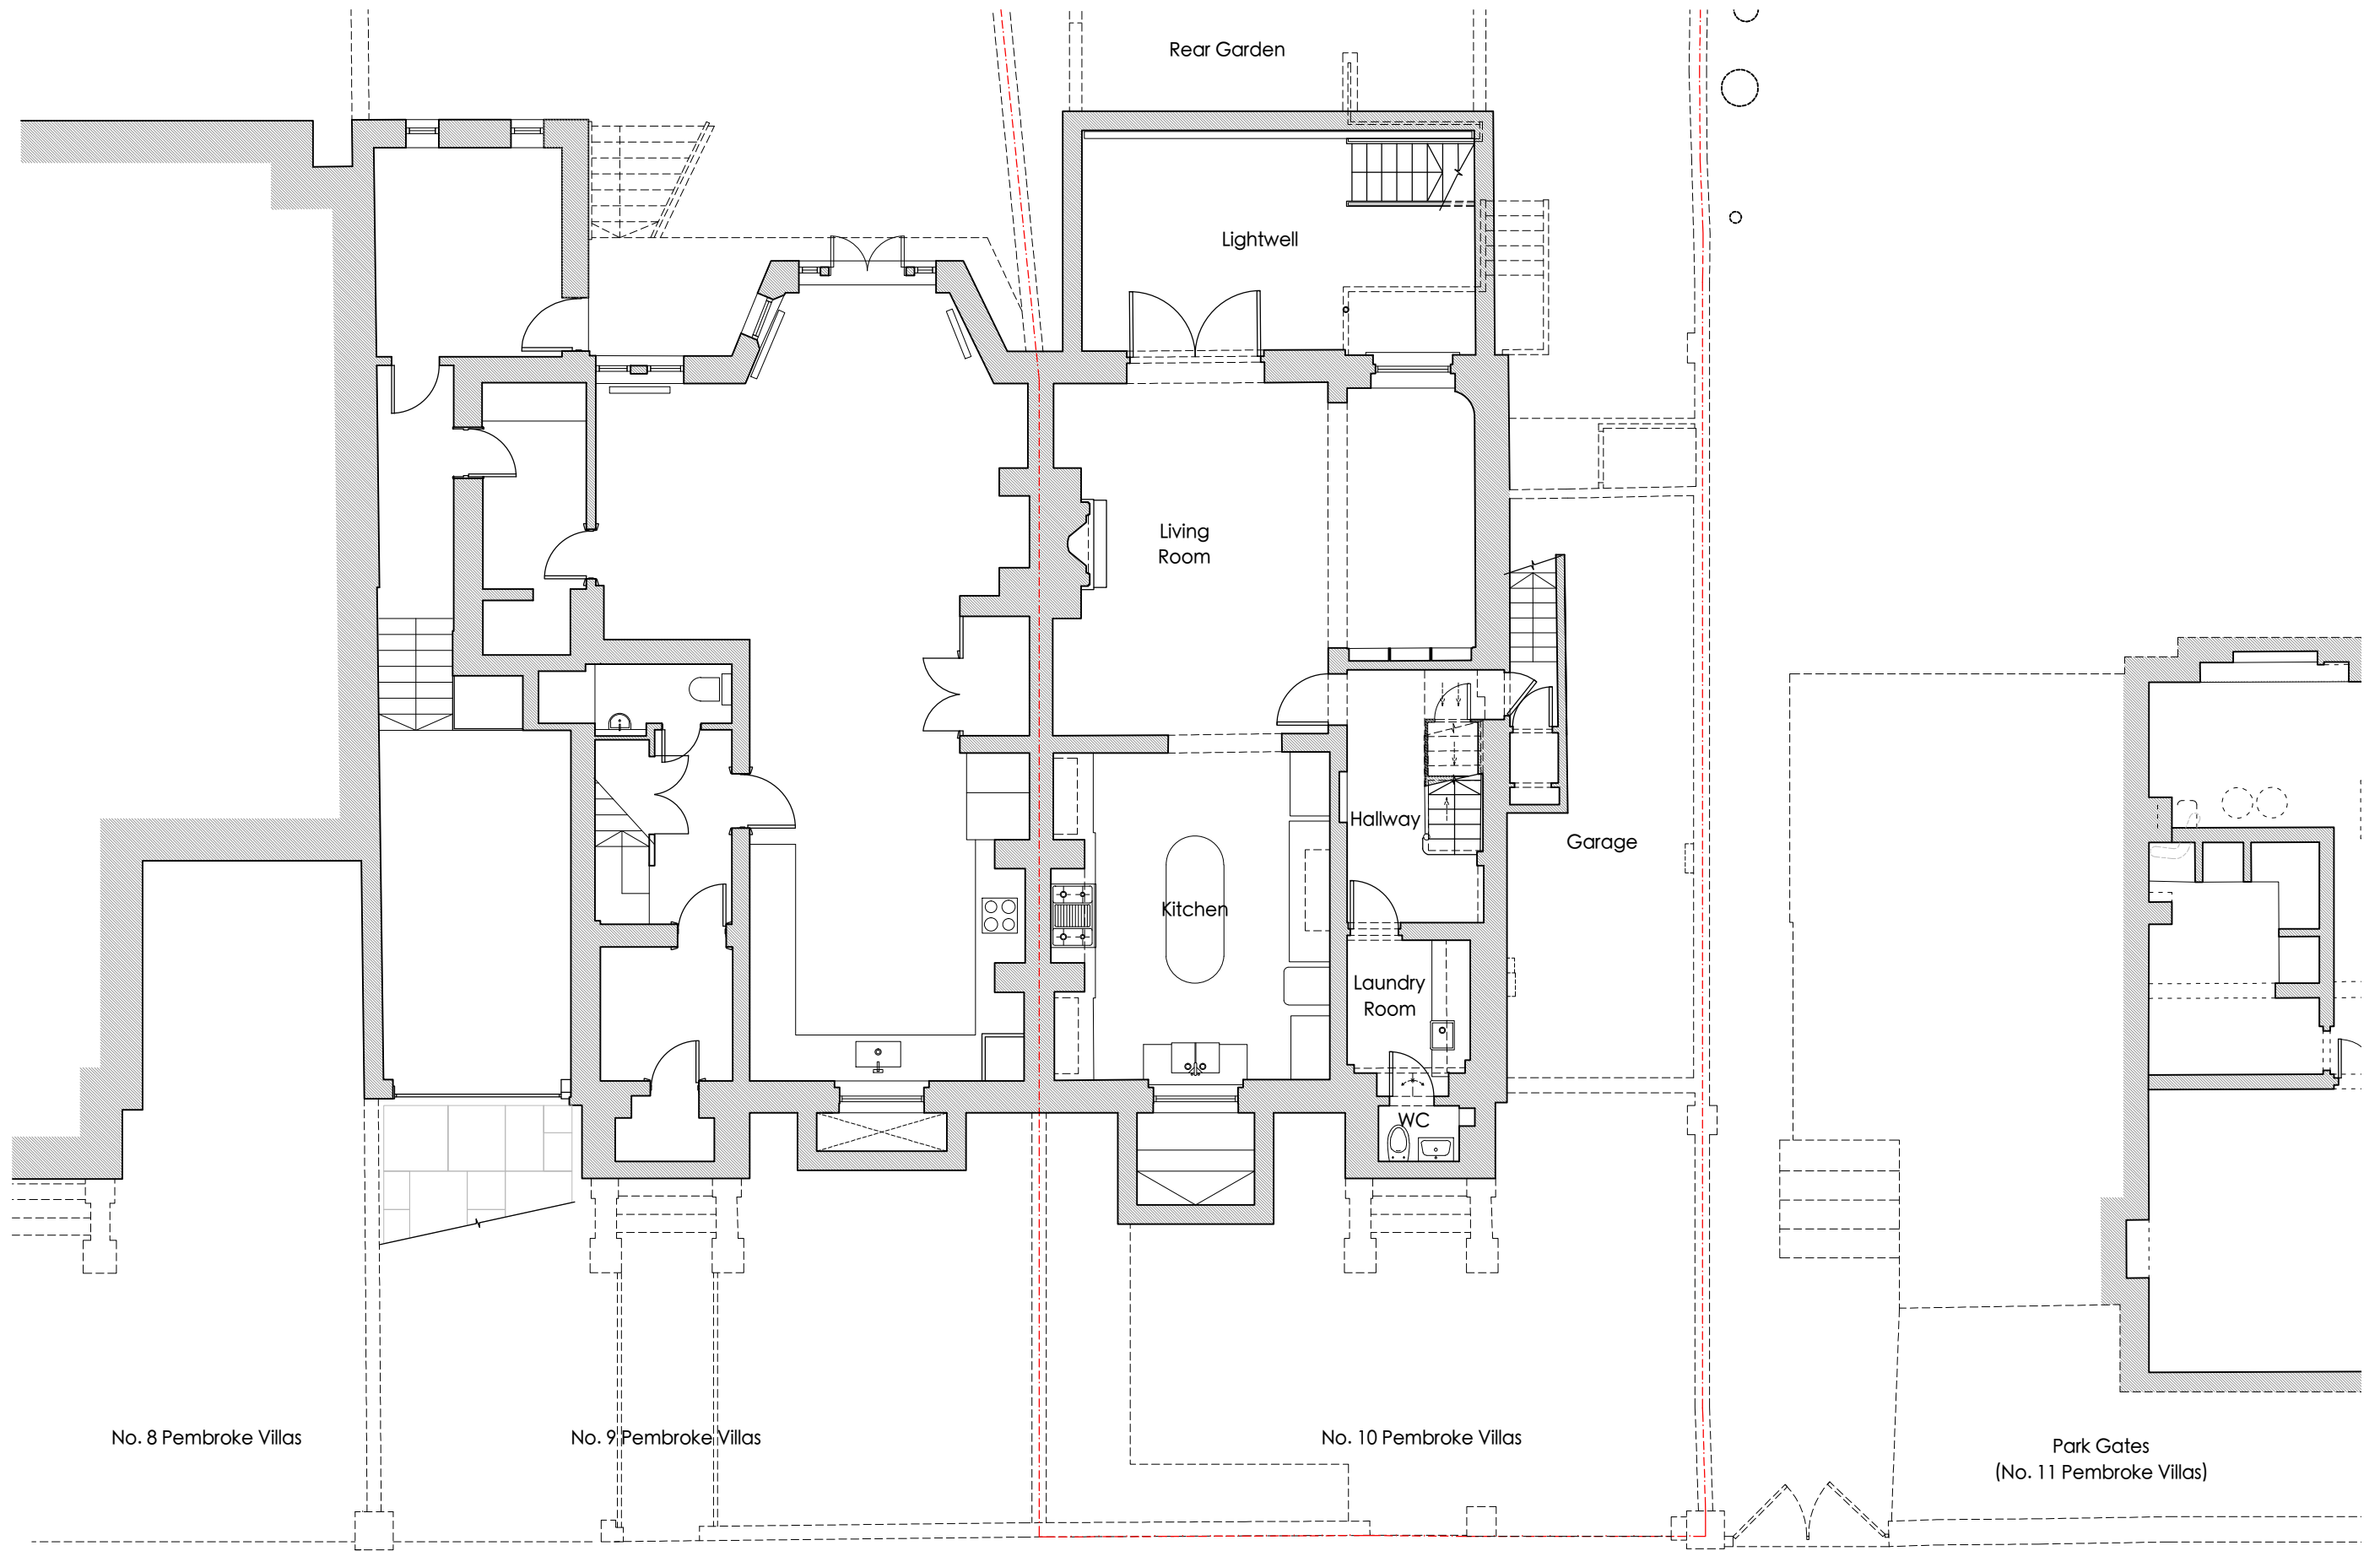 Rear Garden
Lightwell
Living
Room
Hallway
Garage
Kitchen
Laundry
Room
WC
No. 8 Pembroke Villas
No. 9 Pembroke Villas
No. 10 Pembroke Villas
Park Gates
(No. 11 Pembroke Villas)